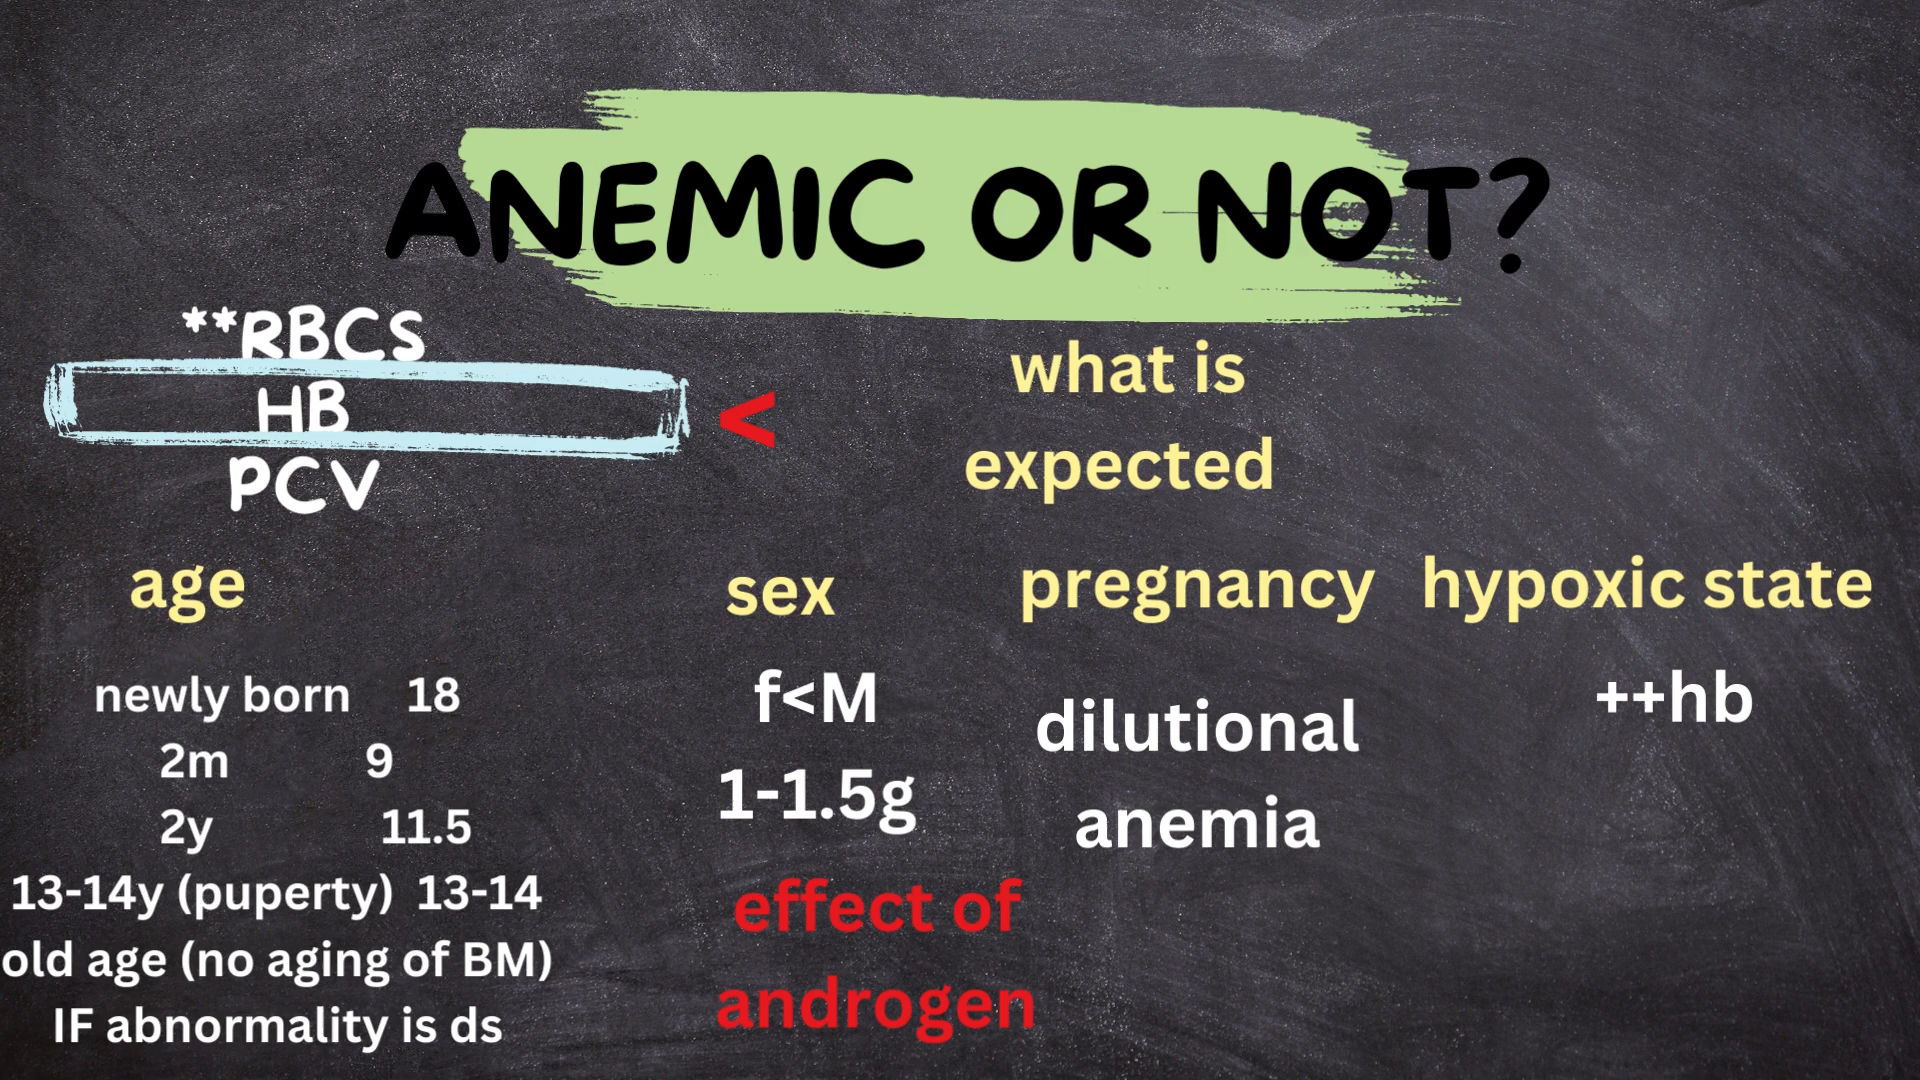 ANEMIC OR NOT?
**RBCS
HB
PCV
<
what is
expected
age
newly born 18
2m 9
2y 11.5
13-14y (puperty) 13-14
old age (no aging of BM)
IF abnormality is ds
sex
f<M
1-1.5g
effect of
androgen
pregnancy
dilutional
anemia
hypoxic state
++hb